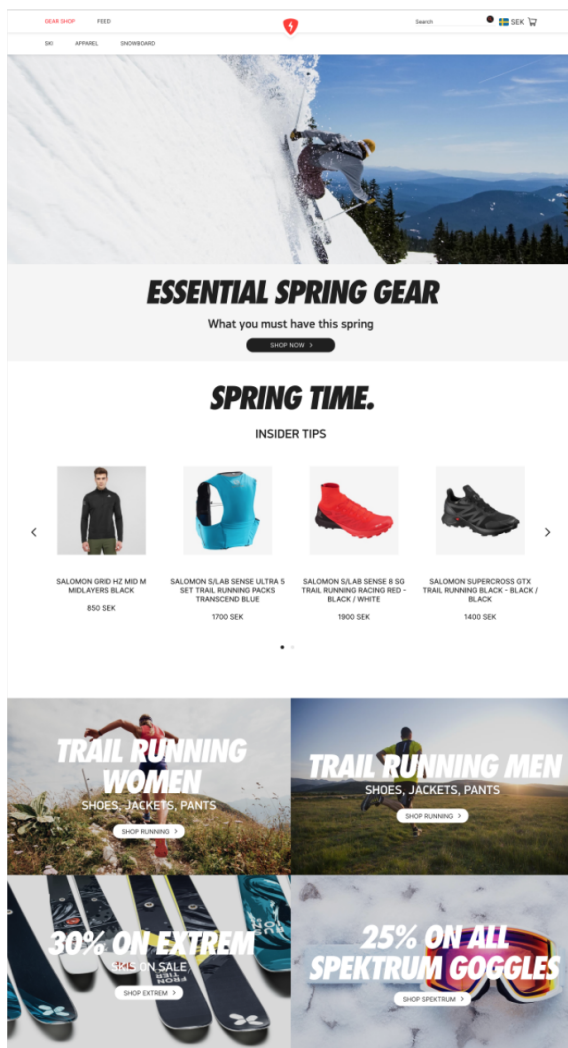 GEAR SHOP FEED Search SEK
SKI APPAREL SNOWBOARD
ESSENTIAL SPRING GEAR
What you must have this spring
SHOP NOW >
SPRING TIME.
INSIDER TIPS
SALOMON GRID HZ MID M
MIDLAYERS BLACK
850 SEK
SALOMON S/LAB SENSE ULTRA 5
SET TRAIL RUNNING PACKS
TRANSCEND BLUE
1700 SEK
SALOMON S/LAB SENSE 8 SG
TRAIL RUNNING RACING RED -
BLACK / WHITE
1900 SEK
SALOMON SUPERCROSS GTX
TRAIL RUNNING BLACK - BLACK /
BLACK
1400 SEK
TRAIL RUNNING
WOMEN
SHOES, JACKETS, PANTS
SHOP RUNNING >
TRAIL RUNNING MEN
SHOES, JACKETS, PANTS
SHOP RUNNING >
30% ON EXTREM
SKIS ON SALE
SHOP EXTREM >
FRON
TIER
25% ON ALL
SPEKTRUM GOGGLES
SHOP SPEKTRUM >